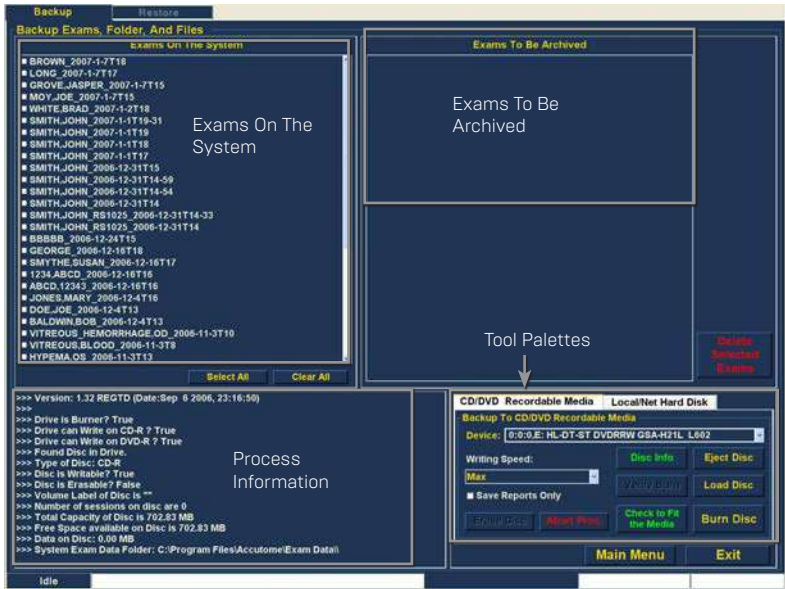 Backup Restore
Backup Exams, Folder, And Files
Exams On The System
Exams To Be Archived
BROWN_2007-1-7T18
LONG_2007-1-7T17
GROVE,JASPER_2007-1-7T15
MOY,JOE_2007-1-7T15
WHITE,BRAD_2007-1-2T18
SMITH,JOHN_2007-1-1T19-31
SMITH,JOHN_2007-1-1T19
SMITH,JOHN_2007-1-1T18
SMITH,JOHN_2007-1-1T17
SMITH,JOHN_2006-12-31T15
SMITH,JOHN_2006-12-31T14-59
SMITH,JOHN_2006-12-31T14-54
SMITH,JOHN_2006-12-31T14
SMITH,JOHN_RS1025_2006-12-31T14-33
SMITH,JOHN_RS1025_2006-12-31T14
BBBBB_2006-12-24T15
GEORGE_2006-12-16T18
SMYTHE,SUSAN_2006-12-16T17
1234,ABCD_2006-12-16T16
ABCD,12343_2006-12-16T16
JONES,MARY_2006-12-4T16
DOE,JOE_2006-12-4T13
BALDWIN,BOB_2006-12-4T13
VITREOUS_HEMORRHAGE,OD_2006-11-3T10
VITREOUS,BLOOD_2006-11-3T8
HYPEMA,OS_2006-11-3T13
Exams On The
System
Exams To Be
Archived
Select All Clear All
Tool Palettes
Delete
Selected
Exams
>>> Version: 1.32 REGTD (Date:Sep 6 2006, 23:16:50)
>>>
>>> Drive is Burner? True
>>> Drive can Write on CD-R ? True
>>> Drive can Write on DVD-R ? True
>>> Found Disc in Drive.
>>> Type of Disc: CD-R
>>> Disc is Writable? True
>>> Disc is Erasable? False
>>> Volume Label of Disc is ""
>>> Number of sessions on disc are 0
>>> Total Capacity of Disc is 702.83 MB
>>> Free Space available on Disc is 702.83 MB
>>> Data on Disc: 0.00 MB
>>> System Exam Data Folder: C:\Program Files\Accutome\Exam Data\\
Process
Information
CD/DVD Recordable Media Local/Net Hard Disk
Backup To CD/DVD Recordable Media
Device: 0:0:0,E: HL-DT-ST DVDRRW GSA-H21L L602
Writing Speed:
Max
Save Reports Only
Disc Info Eject Disc
Verify Burn Load Disc
Erase Disc Abort Proc. Check to Fit
the Media Burn Disc
Main Menu Exit
Idle